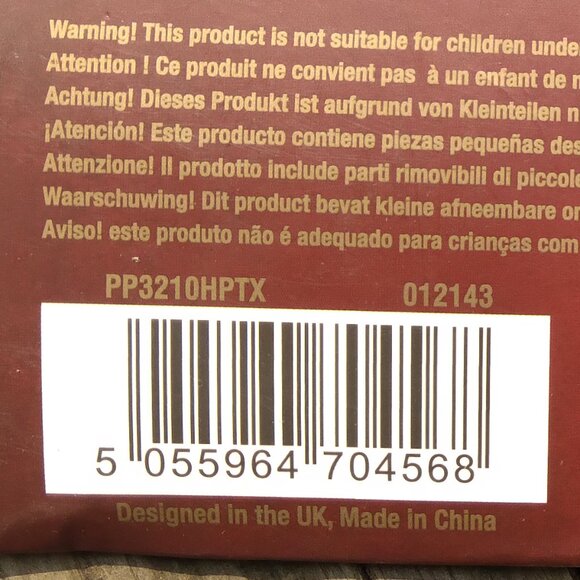 Warning! This product is not suitable for children unde
Attention ! Ce produit ne convient pas à un enfant de
Achtung! Dieses Produkt ist aufgrund von Kleinteilen n
¡Atención! Este producto contiene piezas pequeñas des
Attenzione! Il prodotto include parti rimovibili di piccole
Waarschuwing! Dit product bevat kleine afneembare on
Aviso! este produto não é adequado para crianças com
PP3210HPTX 012143
5 055964 704568
Designed in the UK, Made in China